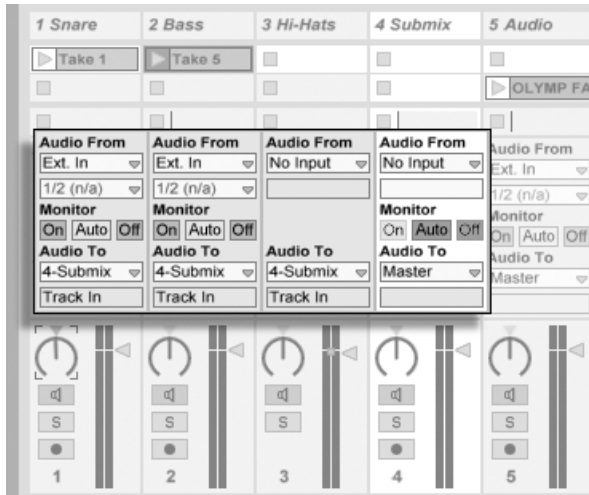 1 Snare 2 Bass 3 Hi-Hats 4 Submix 5 Audio
Take 1 Take 5
OLYMP FA
Audio From Audio From Audio From Audio From Audio From
Ext. In Ext. In No Input No Input Ext. In
1/2 (n/a) 1/2 (n/a) 1/2 (n/a)
Monitor Monitor Monitor Monitor
On Auto Off On Auto Off On Auto Off On Auto Off
Audio To Audio To Audio To Audio To Audio To
4-Submix 4-Submix 4-Submix Master Master
Track In Track In Track In
S S S S S
1 2 3 4 5